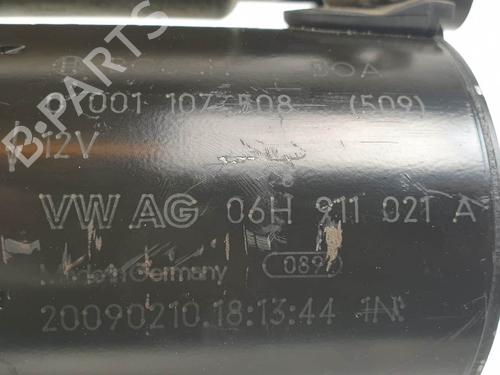 B-PARTS
0 001 107 508 (509)
12V
VW AG 06H 911 021 A
Made in Germany
20090210.18:13:44 1N